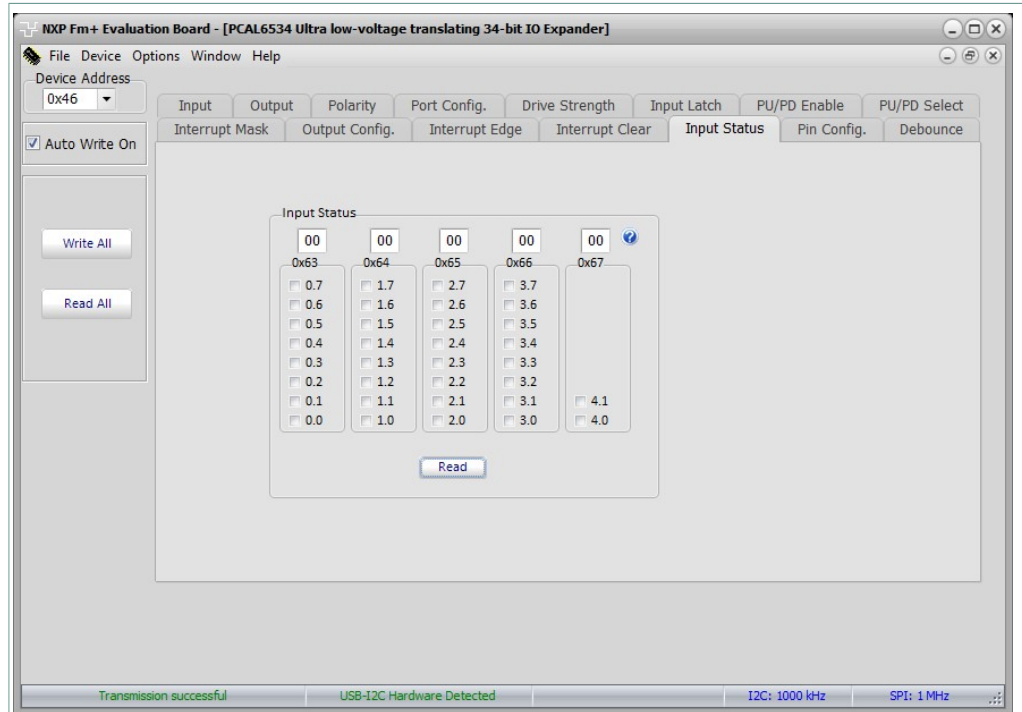 NXP Fm+ Evaluation Board - [PCAL6534 Ultra low-voltage translating 34-bit IO Expander]
File Device Options Window Help
Device Address
0x46
Auto Write On
Write All
Read All
Input Output Polarity Port Config. Drive Strength Input Latch PU/PD Enable PU/PD Select
Interrupt Mask Output Config. Interrupt Edge Interrupt Clear Input Status Pin Config. Debounce
Input Status
00 00 00 00 00 ?
0x63 0x64 0x65 0x66 0x67
0.7 1.7 2.7 3.7
0.6 1.6 2.6 3.6
0.5 1.5 2.5 3.5
0.4 1.4 2.4 3.4
0.3 1.3 2.3 3.3
0.2 1.2 2.2 3.2
0.1 1.1 2.1 3.1 4.1
0.0 1.0 2.0 3.0 4.0
Read
Transmission successful USB-I2C Hardware Detected I2C: 1000 kHz SPI: 1 MHz